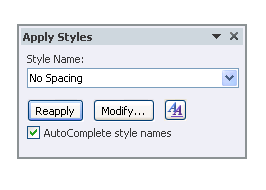 Apply Styles
Style Name:
No Spacing
Reapply Modify...
AutoComplete style names